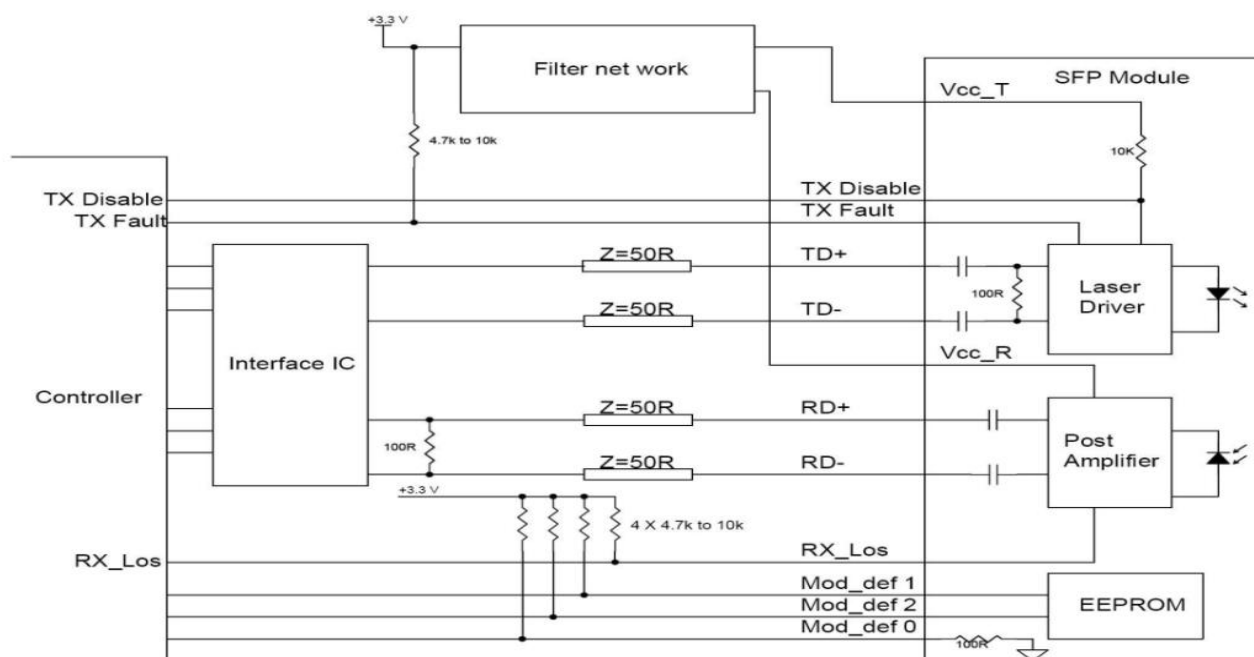 +3.3 V
Filter net work
SFP Module
Vcc_T
4.7k to 10k
10K
TX Disable
TX Disable
TX Fault
TX Fault
Z=50R
TD+
100R
Laser
Driver
Z=50R
TD-
Interface IC
Vcc_R
Controller
Z=50R
RD+
100R
Post
Amplifier
Z=50R
RD-
+3.3 V
4 X 4.7k to 10k
RX_Los
RX_Los
Mod_def 1
EEPROM
Mod_def 2
Mod_def 0
100R